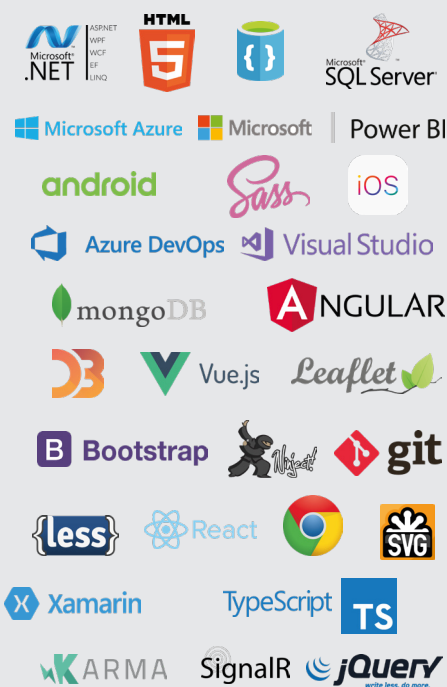 HTML
ASP.NET
WPF
WCF
EF
LINQ
Microsoft®
.NET
5
{ }
Microsoft®
SQL Server®
Microsoft Azure
Microsoft
Power BI
android
Sass
iOS
Azure DevOps
Visual Studio
mongoDB
ANGULAR
D3
Vue.js
Leaflet
B Bootstrap
Ninject!
git
{less}
React
SVG
X Xamarin
TypeScript
TS
KARMA
SignalR
jQuery
write less, do more.